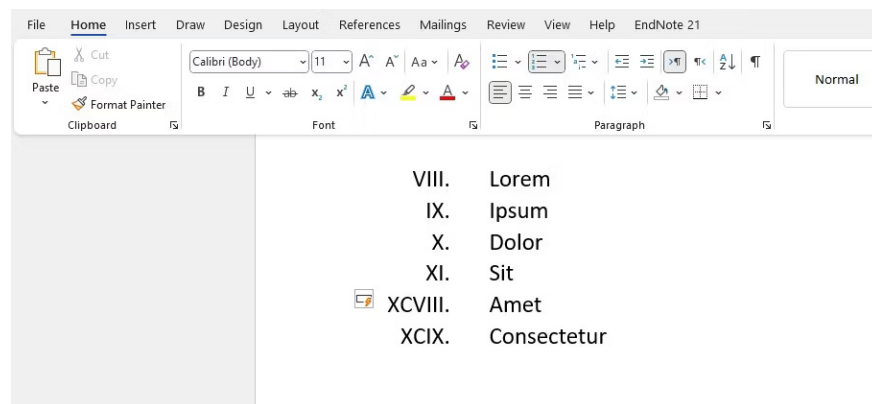 File Home Insert Draw Design Layout References Mailings Review View Help EndNote 21
Cut
Calibri (Body) 11 A A Aa A
Copy
Paste
Format Painter
B I U ab x₂ x² A A
Normal
Clipboard Font Paragraph
VIII. Lorem
IX. Ipsum
X. Dolor
XI. Sit
XCVIII. Amet
XCIX. Consectetur